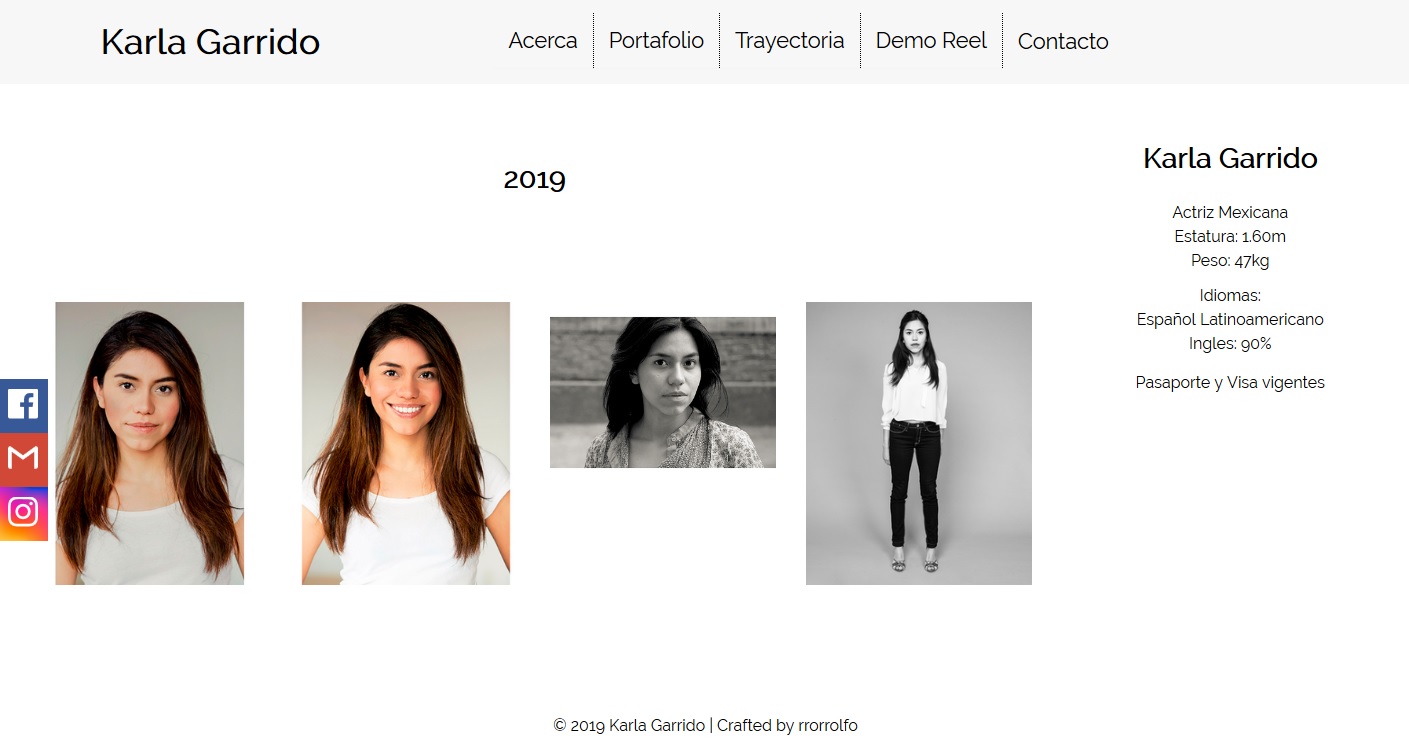 Karla Garrido
Acerca
Portafolio
Trayectoria
Demo Reel
Contacto
2019
Karla Garrido
Actriz Mexicana
Estatura: 1.60m
Peso: 47kg
Idiomas:
Español Latinoamericano
Ingles: 90%
Pasaporte y Visa vigentes
© 2019 Karla Garrido | Crafted by rrorrolfo